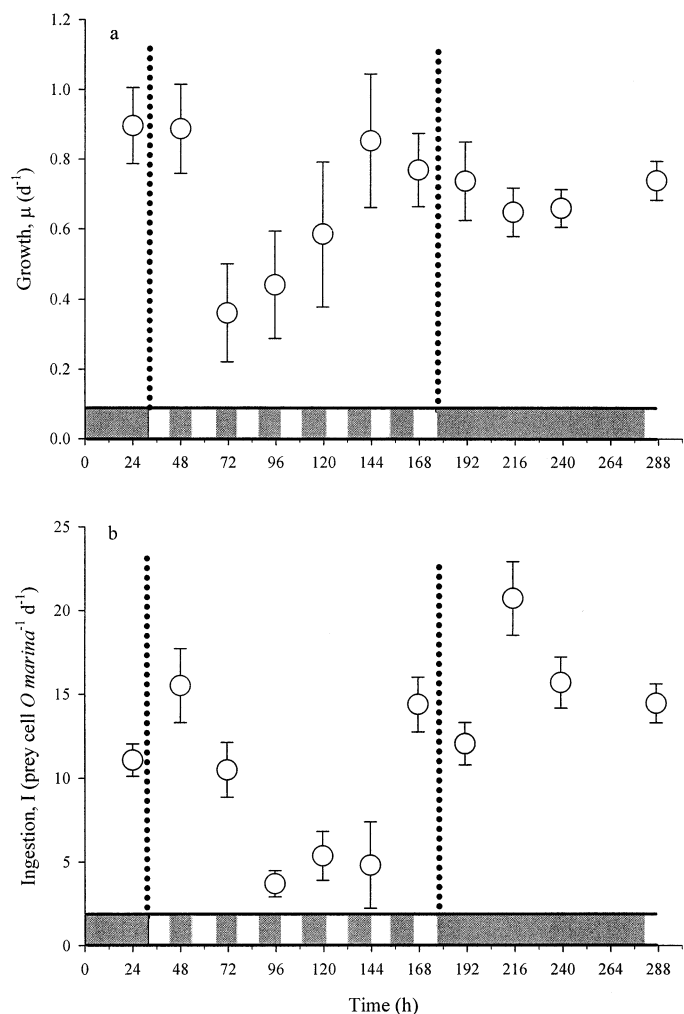 a
1.2
1.0
0.8
0.6
0.4
0.2
0.0
Growth, μ (d⁻¹)
0 24 48 72 96 120 144 168 192 216 240 264 288
b
25
20
15
10
5
0
Ingestion, I (prey cell O marina⁻¹ d⁻¹)
0 24 48 72 96 120 144 168 192 216 240 264 288
Time (h)